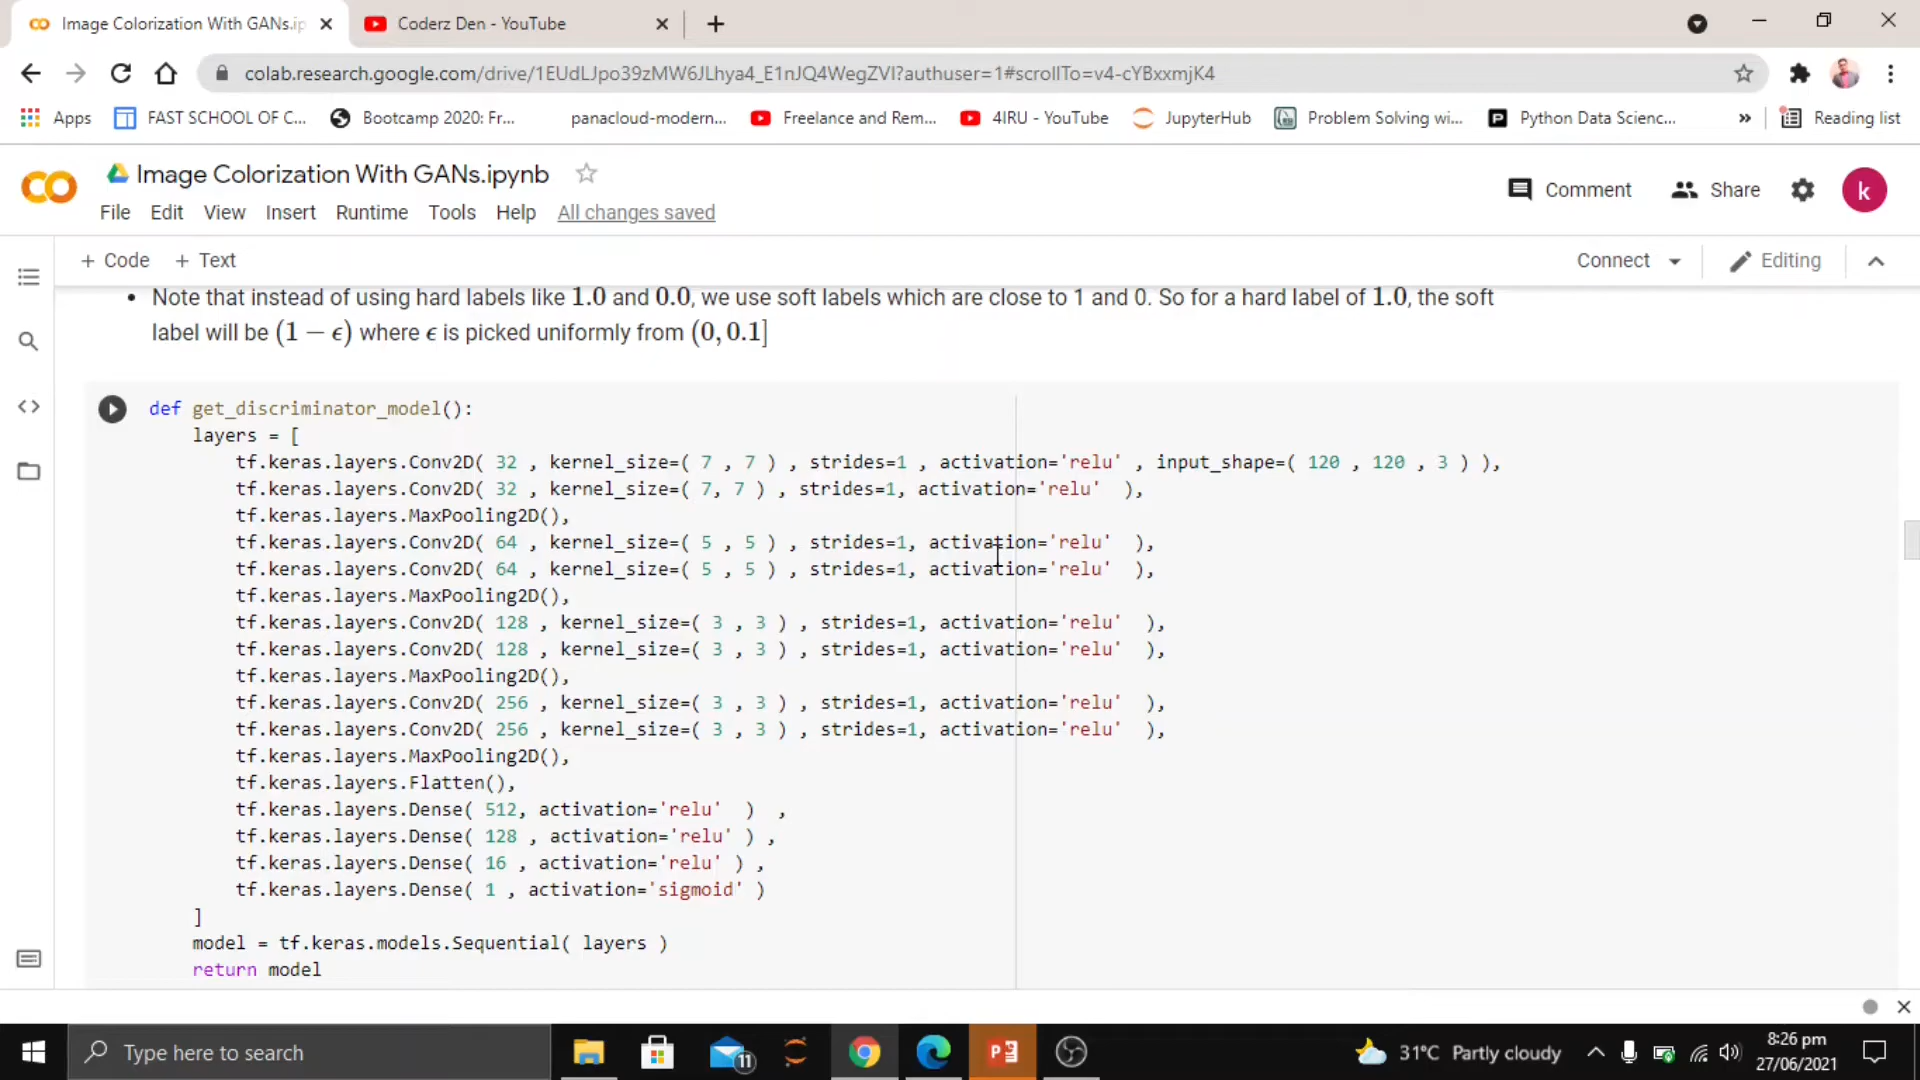 Image Colorization With GANs.ip
Coderz Den - YouTube
colab.research.google.com/drive/1EUdLJpo39zMW6JLhya4_E1nJQ4WegZVI?authuser=1#scrollTo=v4-cYBxxmjK4
Apps
FAST SCHOOL OF C...
Bootcamp 2020: Fr...
panacloud-modern...
Freelance and Rem...
4IRU - YouTube
JupyterHub
Problem Solving wi...
Python Data Scienc...
»
Reading list
Image Colorization With GANs.ipynb
Comment
Share
k
File Edit View Insert Runtime Tools Help All changes saved
+ Code + Text
Connect
Editing
• Note that instead of using hard labels like 1.0 and 0.0, we use soft labels which are close to 1 and 0. So for a hard label of 1.0, the soft
label will be (1 − ϵ) where ϵ is picked uniformly from (0, 0.1]
def get_discriminator_model():
layers = [
tf.keras.layers.Conv2D( 32 , kernel_size=( 7 , 7 ) , strides=1 , activation='relu' , input_shape=( 120 , 120 , 3 ) ),
tf.keras.layers.Conv2D( 32 , kernel_size=( 7, 7 ) , strides=1, activation='relu'  ),
tf.keras.layers.MaxPooling2D(),
tf.keras.layers.Conv2D( 64 , kernel_size=( 5 , 5 ) , strides=1, activation='relu'  ),
tf.keras.layers.Conv2D( 64 , kernel_size=( 5 , 5 ) , strides=1, activation='relu'  ),
tf.keras.layers.MaxPooling2D(),
tf.keras.layers.Conv2D( 128 , kernel_size=( 3 , 3 ) , strides=1, activation='relu'  ),
tf.keras.layers.Conv2D( 128 , kernel_size=( 3 , 3 ) , strides=1, activation='relu'  ),
tf.keras.layers.MaxPooling2D(),
tf.keras.layers.Conv2D( 256 , kernel_size=( 3 , 3 ) , strides=1, activation='relu'  ),
tf.keras.layers.Conv2D( 256 , kernel_size=( 3 , 3 ) , strides=1, activation='relu'  ),
tf.keras.layers.MaxPooling2D(),
tf.keras.layers.Flatten(),
tf.keras.layers.Dense( 512, activation='relu'  )  ,
tf.keras.layers.Dense( 128 , activation='relu' ) ,
tf.keras.layers.Dense( 16 , activation='relu' ) ,
tf.keras.layers.Dense( 1 , activation='sigmoid' )
]
model = tf.keras.models.Sequential( layers )
return model
Type here to search
11
31°C Partly cloudy
8:26 pm
27/06/2021